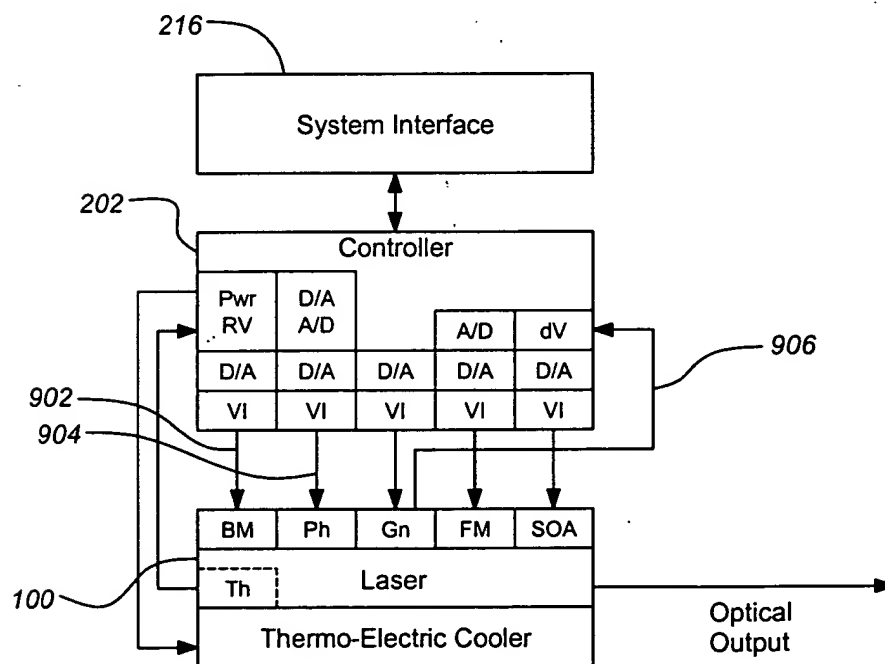 216
System Interface
202
Controller
Pwr D/A
RV A/D A/D dV
906
D/A D/A D/A D/A D/A
902
VI VI VI VI VI
904
BM Ph Gn FM SOA
Laser
100
Th
Optical
Output
Thermo-Electric Cooler